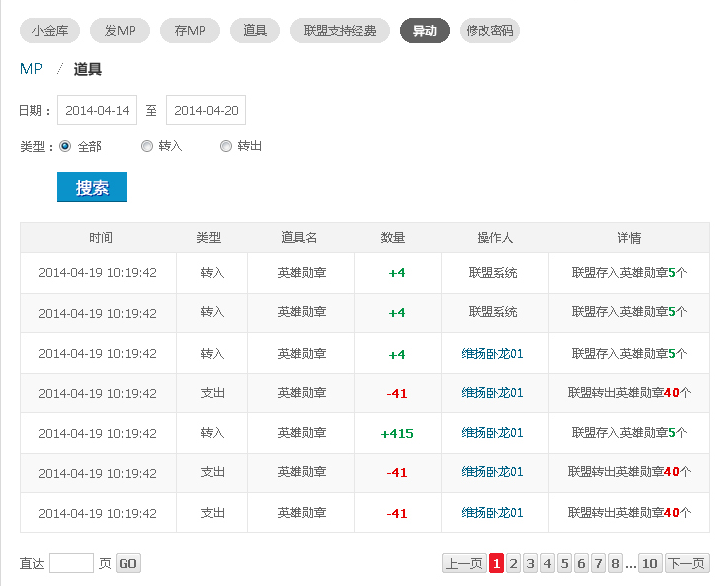 小金库 发MP 存MP 道具 联盟支持经费 异动 修改密码
MP / 道具
日期： 2014-04-14 至 2014-04-20
类型： 全部 转入 转出
搜索
时间 类型 道具名 数量 操作人 详情
2014-04-19 10:19:42 转入 英雄勋章 +4 联盟系统 联盟存入英雄勋章5个
2014-04-19 10:19:42 转入 英雄勋章 +4 联盟系统 联盟存入英雄勋章5个
2014-04-19 10:19:42 转入 英雄勋章 +4 维扬卧龙01 联盟存入英雄勋章5个
2014-04-19 10:19:42 支出 英雄勋章 -41 维扬卧龙01 联盟转出英雄勋章40个
2014-04-19 10:19:42 转入 英雄勋章 +415 维扬卧龙01 联盟存入英雄勋章5个
2014-04-19 10:19:42 支出 英雄勋章 -41 维扬卧龙01 联盟转出英雄勋章40个
2014-04-19 10:19:42 支出 英雄勋章 -41 维扬卧龙01 联盟转出英雄勋章40个
直达 页 GO 上一页 1 2 3 4 5 6 7 8 ... 10 下一页